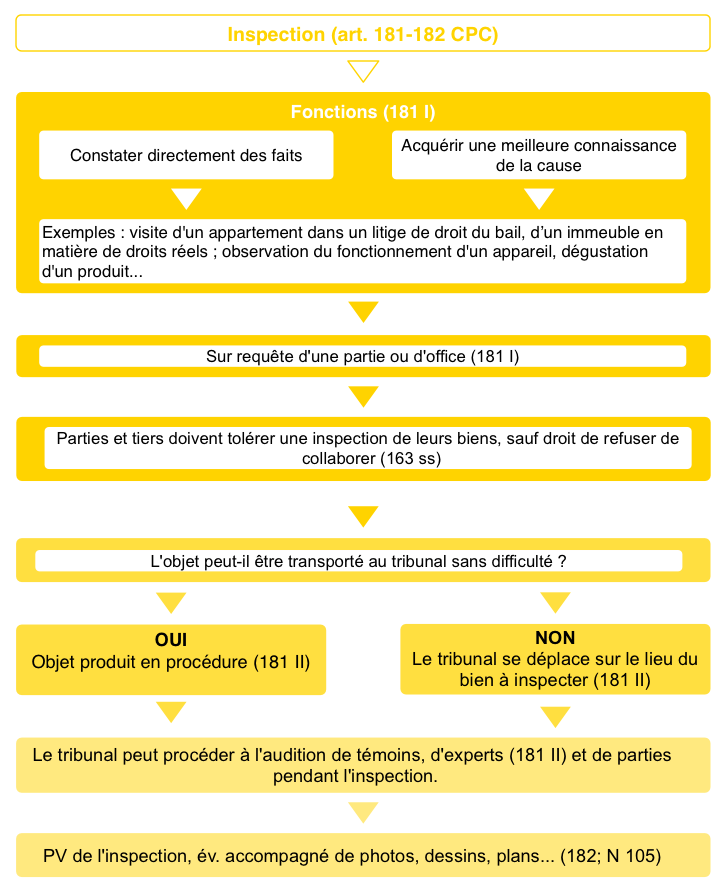 Inspection (art. 181-182 CPC)
Fonctions (181 I)
Constater directement des faits
Acquérir une meilleure connaissance
de la cause
Exemples : visite d'un appartement dans un litige de droit du bail, d'un immeuble en
matière de droits réels ; observation du fonctionnement d'un appareil, dégustation
d'un produit...
Sur requête d'une partie ou d'office (181 I)
Parties et tiers doivent tolérer une inspection de leurs biens, sauf droit de refuser de
collaborer (163 ss)
L'objet peut-il être transporté au tribunal sans difficulté ?
OUI
Objet produit en procédure (181 II)
NON
Le tribunal se déplace sur le lieu du
bien à inspecter (181 II)
Le tribunal peut procéder à l'audition de témoins, d'experts (181 II) et de parties
pendant l'inspection.
PV de l'inspection, év. accompagné de photos, dessins, plans... (182; N 105)